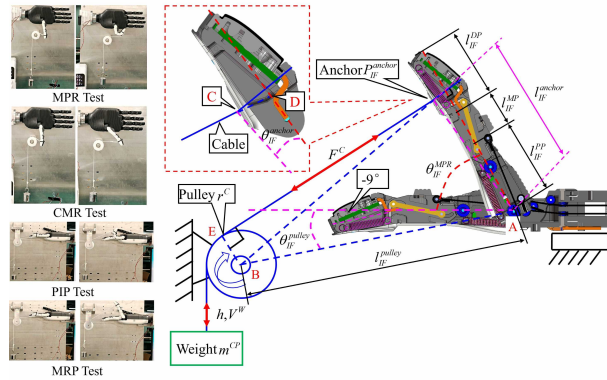 MPR Test
CMR Test
PIP Test
MRP Test
C
D
Cable
θ_IF^anchor
Anchor P_IF^anchor
l_IF^DP
l_IF^MP
l_IF^anchor
l_IF^PP
F^C
θ_IF^MPR
-9°
Pulley r^C
E
A
θ_IF^pulley
B
l_IF^pulley
h,V^W
Weight m^CP